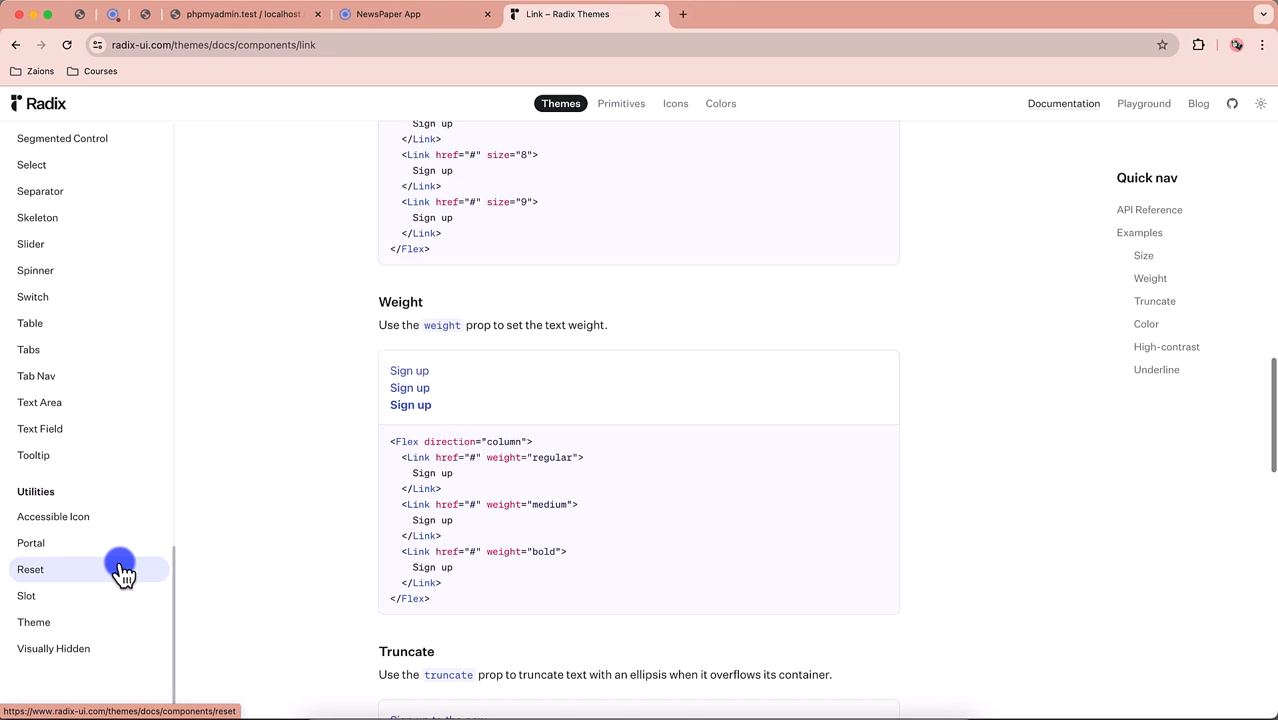 phpmyadmin.test / localhost
NewsPaper App
Link – Radix Themes
radix-ui.com/themes/docs/components/link
Zaions
Courses
Radix
Themes
Primitives
Icons
Colors
Documentation
Playground
Blog
Segmented Control
Select
Separator
Skeleton
Slider
Spinner
Switch
Table
Tabs
Tab Nav
Text Area
Text Field
Tooltip
Utilities
Accessible Icon
Portal
Reset
Slot
Theme
Visually Hidden
Sign up
</Link>
<Link href="#" size="8">
Sign up
</Link>
<Link href="#" size="9">
Sign up
</Link>
</Flex>
Weight
Use the weight prop to set the text weight.
Sign up
Sign up
Sign up
<Flex direction="column">
<Link href="#" weight="regular">
Sign up
</Link>
<Link href="#" weight="medium">
Sign up
</Link>
<Link href="#" weight="bold">
Sign up
</Link>
</Flex>
Truncate
Use the truncate prop to truncate text with an ellipsis when it overflows its container.
Quick nav
API Reference
Examples
Size
Weight
Truncate
Color
High-contrast
Underline
https://www.radix-ui.com/themes/docs/components/reset